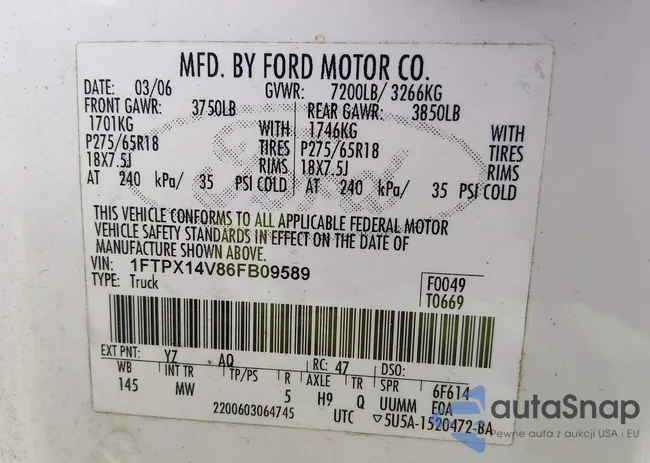 MFD. BY FORD MOTOR CO.
DATE: 03/06 GVWR: 7200LB/ 3266KG
FRONT GAWR: 3750LB REAR GAWR: 3850LB
1701KG WITH 1746KG WITH
P275/65R18 TIRES P275/65R18 TIRES
18X7.5J RIMS 18X7.5J RIMS
AT 240 kPa/ 35 PSI COLD AT 240 kPa/ 35 PSI COLD
THIS VEHICLE CONFORMS TO ALL APPLICABLE FEDERAL MOTOR
VEHICLE SAFETY STANDARDS IN EFFECT ON THE DATE OF
MANUFACTURE SHOWN ABOVE.
VIN: 1FTPX14V86FB09589 F0049
TYPE: Truck T0669
EXT PNT: YZ AQ RC: 47 DSO:
WB INT TR TP/PS R AXLE TR SPR 6F614
145 MW 5 H9 Q UUMM FOA
2200603064745 UTC ▽5U5A-1520472-BA
Ford
autaSnap
Pewne auta z aukcji USA i EU